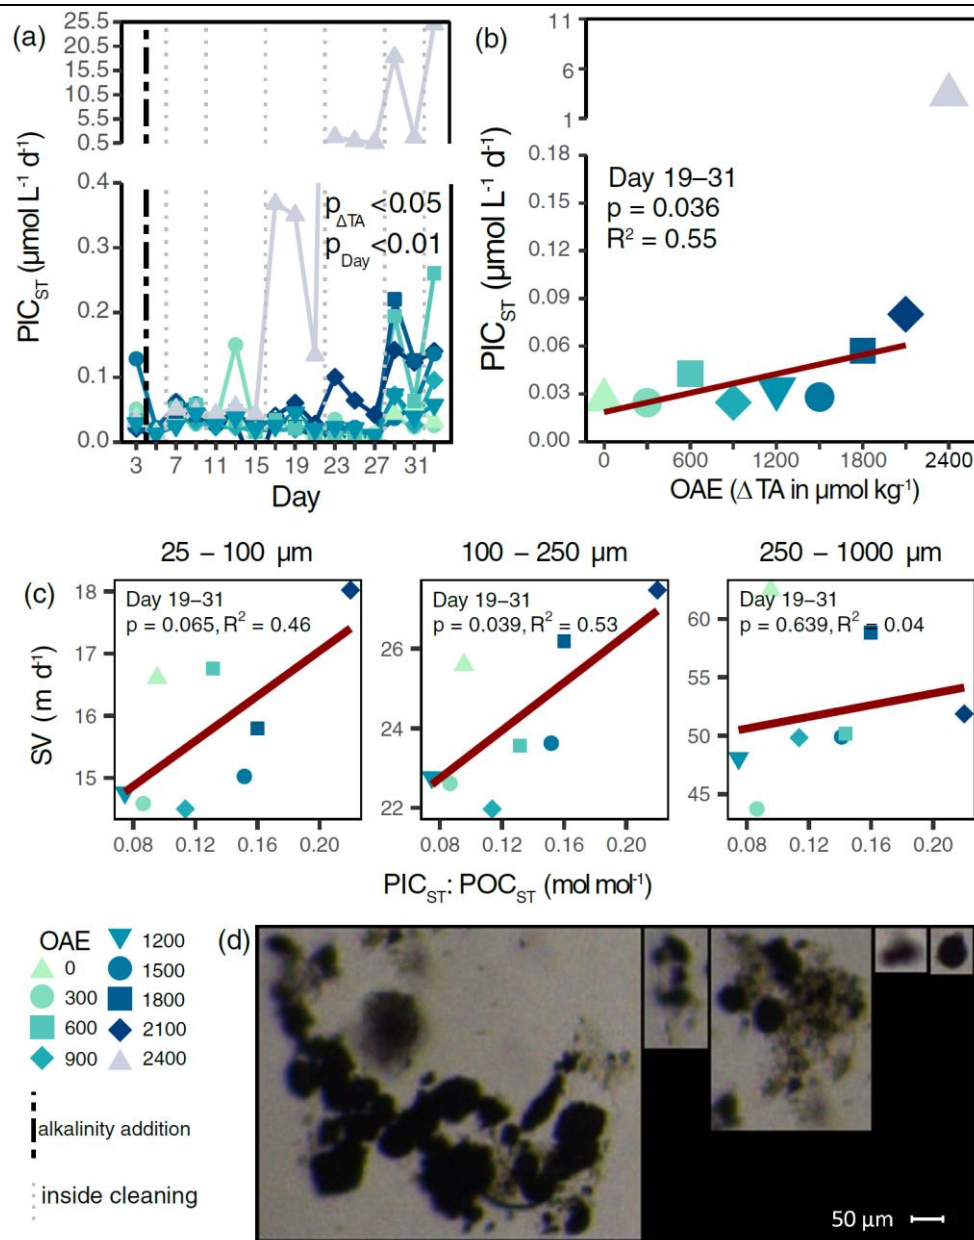 (a)
25.5
20.5
15.5
10.5
5.5
0.5
0.4
0.3
0.2
0.1
0.0
PIC_ST (µmol L⁻¹ d⁻¹)
p_ΔTA <0.05
p_Day <0.01
3 7 11 15 19 23 27 31
Day
(b)
11
6
1
0.18
0.15
0.12
0.09
0.06
0.03
0.00
PIC_ST (µmol L⁻¹ d⁻¹)
Day 19–31
p = 0.036
R² = 0.55
0 600 1200 1800 2400
OAE (ΔTA in µmol kg⁻¹)
25 – 100 µm
100 – 250 µm
250 – 1000 µm
(c)
SV (m d⁻¹)
18
17
16
15
Day 19–31
p = 0.065, R² = 0.46
0.08 0.12 0.16 0.20
26
24
22
Day 19–31
p = 0.039, R² = 0.53
0.08 0.12 0.16 0.20
60
55
50
45
Day 19–31
p = 0.639, R² = 0.04
0.08 0.12 0.16 0.20
PIC_ST: POC_ST (mol mol⁻¹)
OAE
0
300
600
900
1200
1500
1800
2100
2400
alkalinity addition
inside cleaning
(d)
50 µm